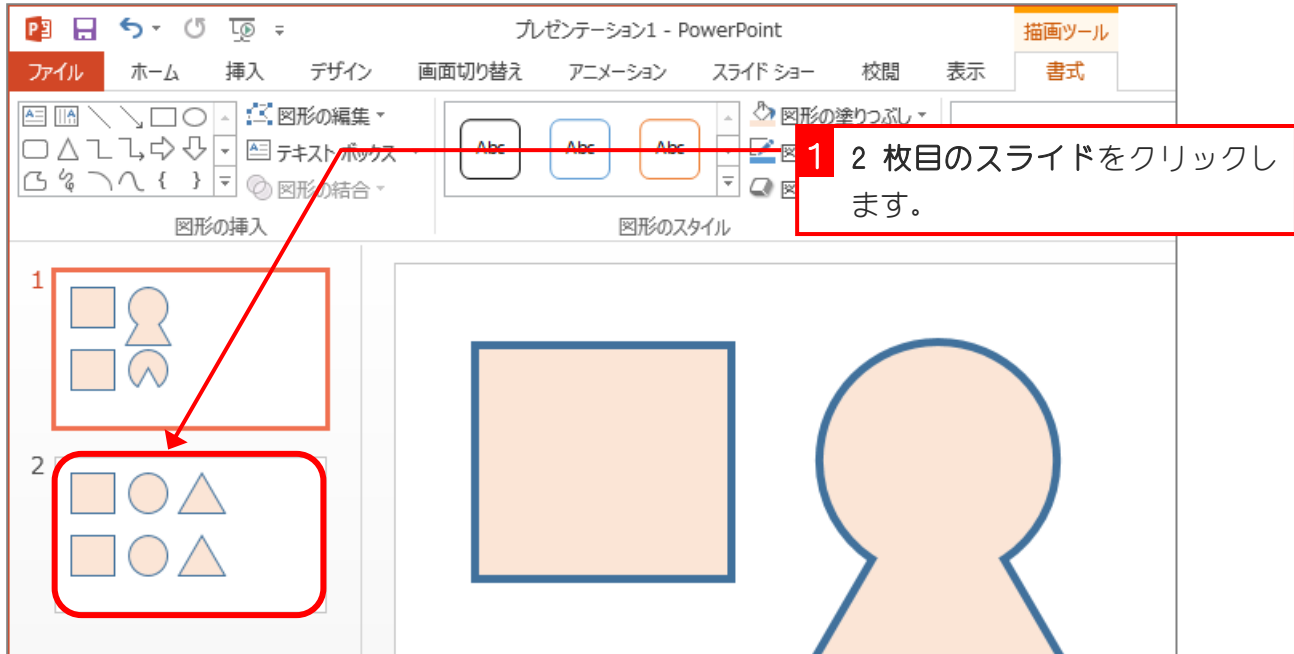 プレゼンテーション1 - PowerPoint
描画ツール
ファイル ホーム 挿入 デザイン 画面切り替え アニメーション スライド ショー 校閲 表示 書式
図形の編集
テキスト ボックス
図形の結合
図形の挿入
Abc Abc Abc
図形のスタイル
図形の塗りつぶし
図
図
1 2 枚目のスライドをクリックし
ます。
1
2